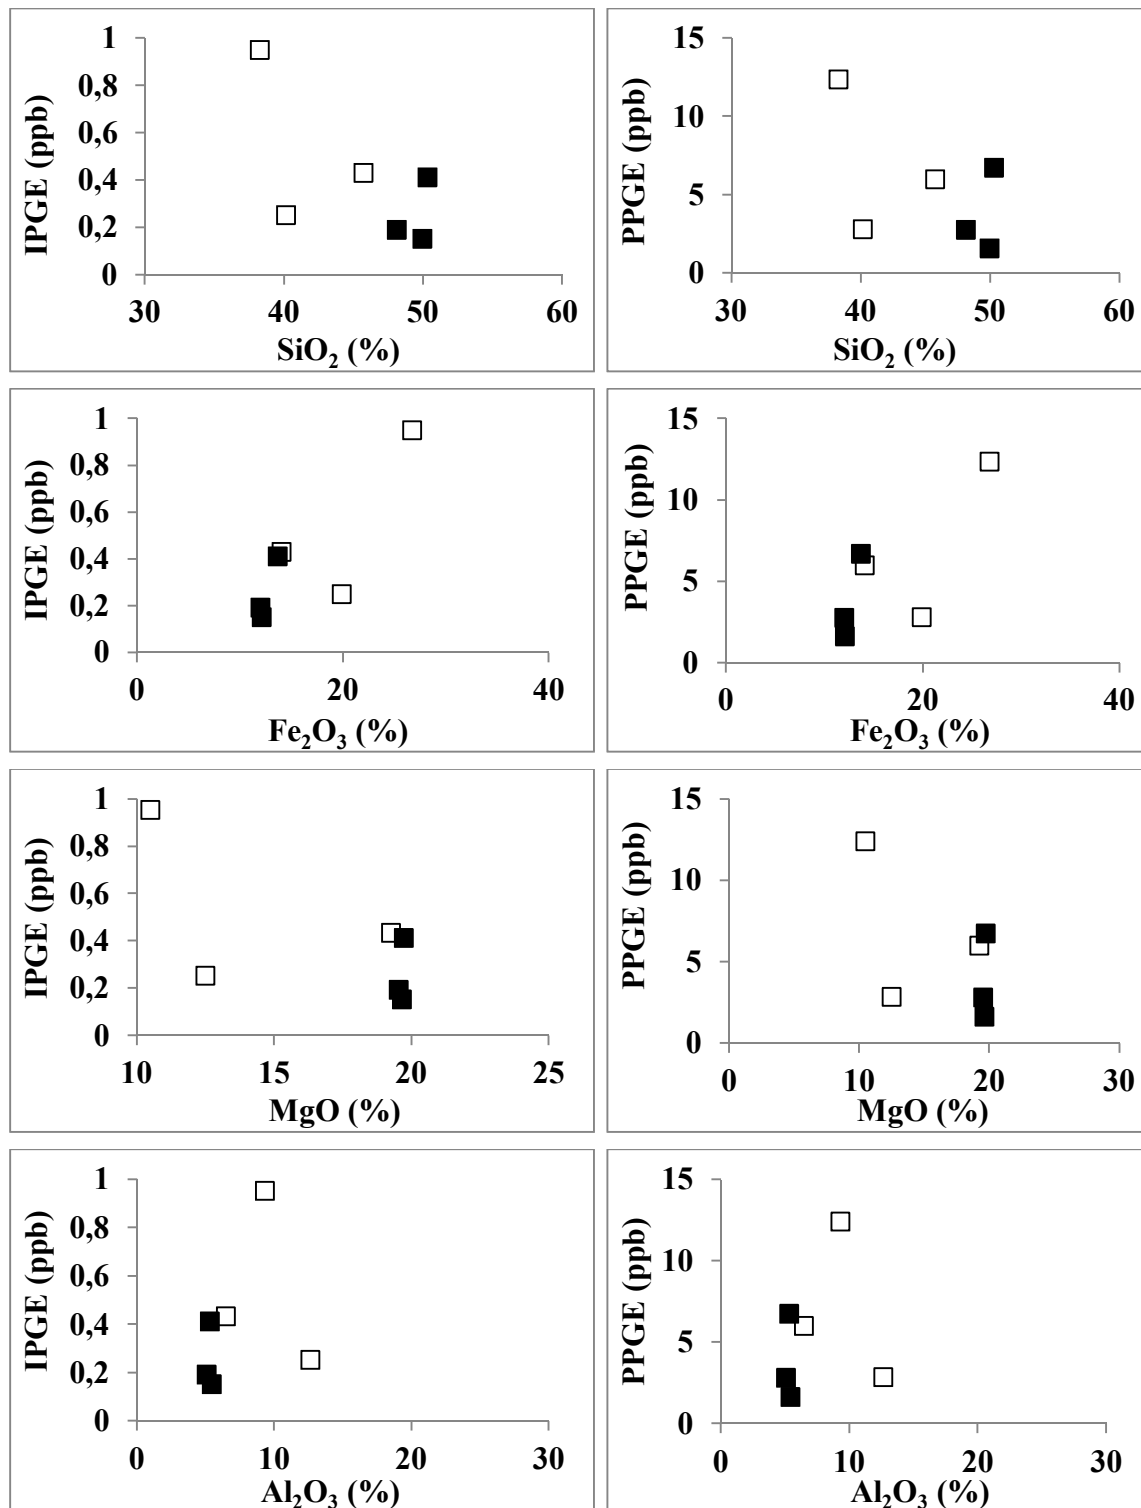 IPGE (ppb)
1
0,8
0,6
0,4
0,2
0
30 40 50 60
SiO₂ (%)
PPGE (ppb)
15
10
5
0
30 40 50 60
SiO₂ (%)
IPGE (ppb)
1
0,8
0,6
0,4
0,2
0
0 20 40
Fe₂O₃ (%)
PPGE (ppb)
15
10
5
0
0 20 40
Fe₂O₃ (%)
IPGE (ppb)
1
0,8
0,6
0,4
0,2
0
10 15 20 25
MgO (%)
PPGE (ppb)
15
10
5
0
0 10 20 30
MgO (%)
IPGE (ppb)
1
0,8
0,6
0,4
0,2
0
0 10 20 30
Al₂O₃ (%)
PPGE (ppb)
15
10
5
0
0 10 20 30
Al₂O₃ (%)